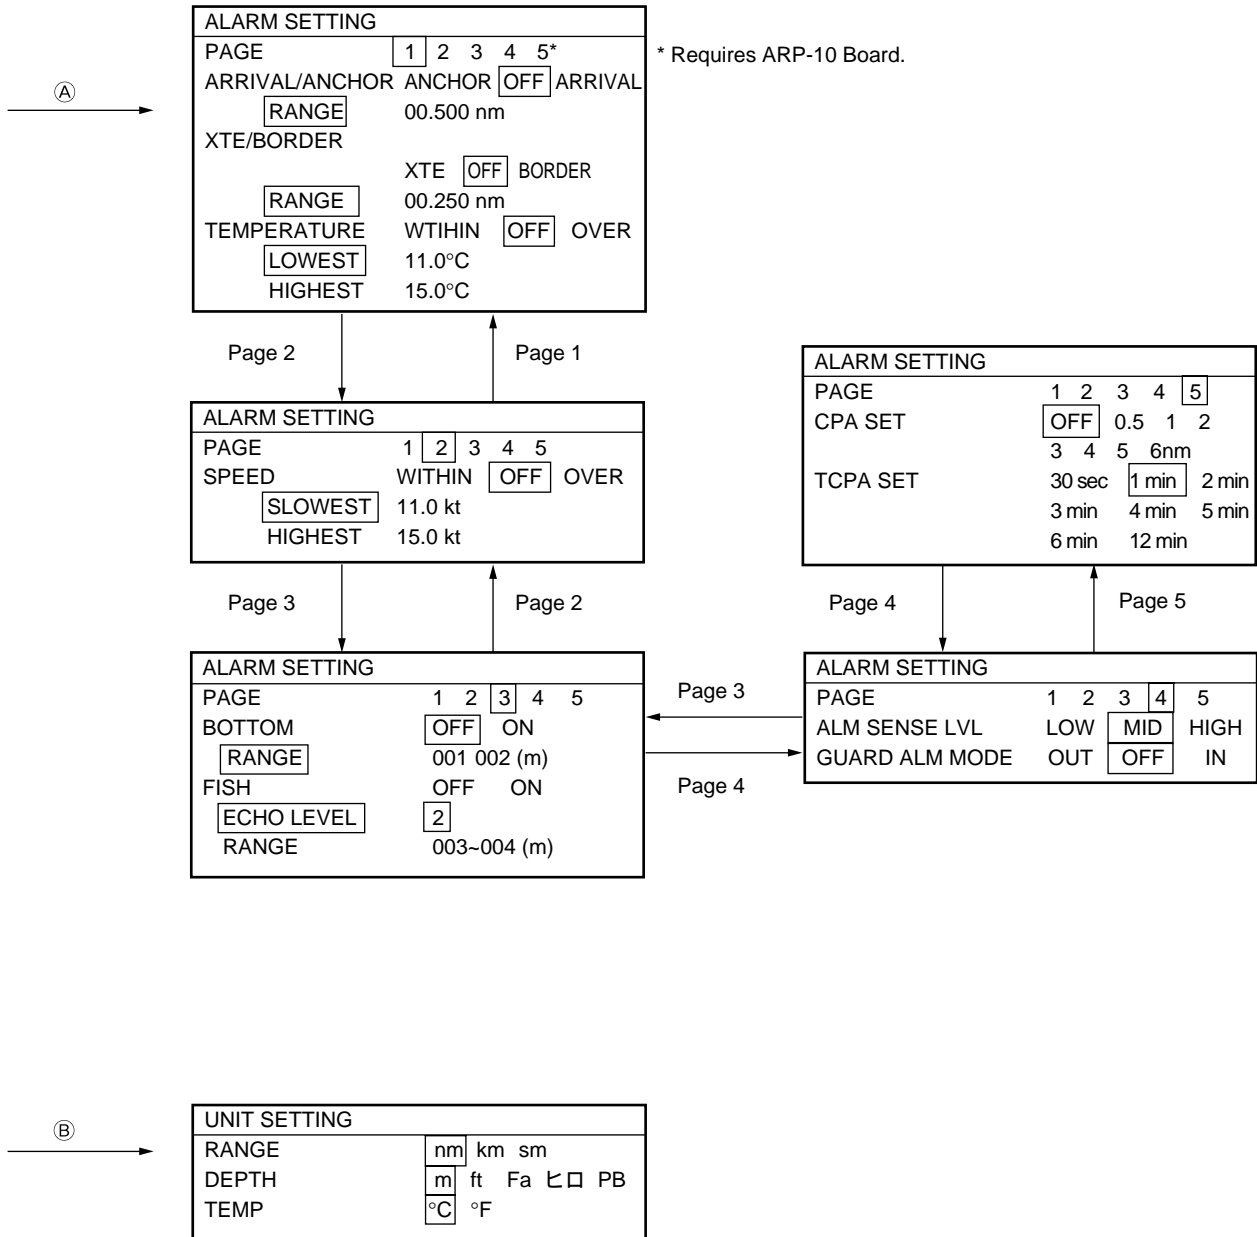 ALARM SETTING
PAGE 1 2 3 4 5*
* Requires ARP-10 Board.
ARRIVAL/ANCHOR ANCHOR OFF ARRIVAL
RANGE 00.500 nm
XTE/BORDER
XTE OFF BORDER
RANGE 00.250 nm
TEMPERATURE WTIHIN OFF OVER
LOWEST 11.0°C
HIGHEST 15.0°C
Ⓐ
Page 2 Page 1
ALARM SETTING
PAGE 1 2 3 4 5
SPEED WITHIN OFF OVER
SLOWEST 11.0 kt
HIGHEST 15.0 kt
Page 3 Page 2
ALARM SETTING
PAGE 1 2 3 4 5
BOTTOM OFF ON
RANGE 001 002 (m)
FISH OFF ON
ECHO LEVEL 2
RANGE 003~004 (m)
Page 3
Page 4
ALARM SETTING
PAGE 1 2 3 4 5
CPA SET OFF 0.5 1 2
3 4 5 6nm
TCPA SET 30 sec 1 min 2 min
3 min 4 min 5 min
6 min 12 min
Page 4 Page 5
ALARM SETTING
PAGE 1 2 3 4 5
ALM SENSE LVL LOW MID HIGH
GUARD ALM MODE OUT OFF IN
Ⓑ
UNIT SETTING
RANGE nm km sm
DEPTH m ft Fa ヒロ PB
TEMP °C °F